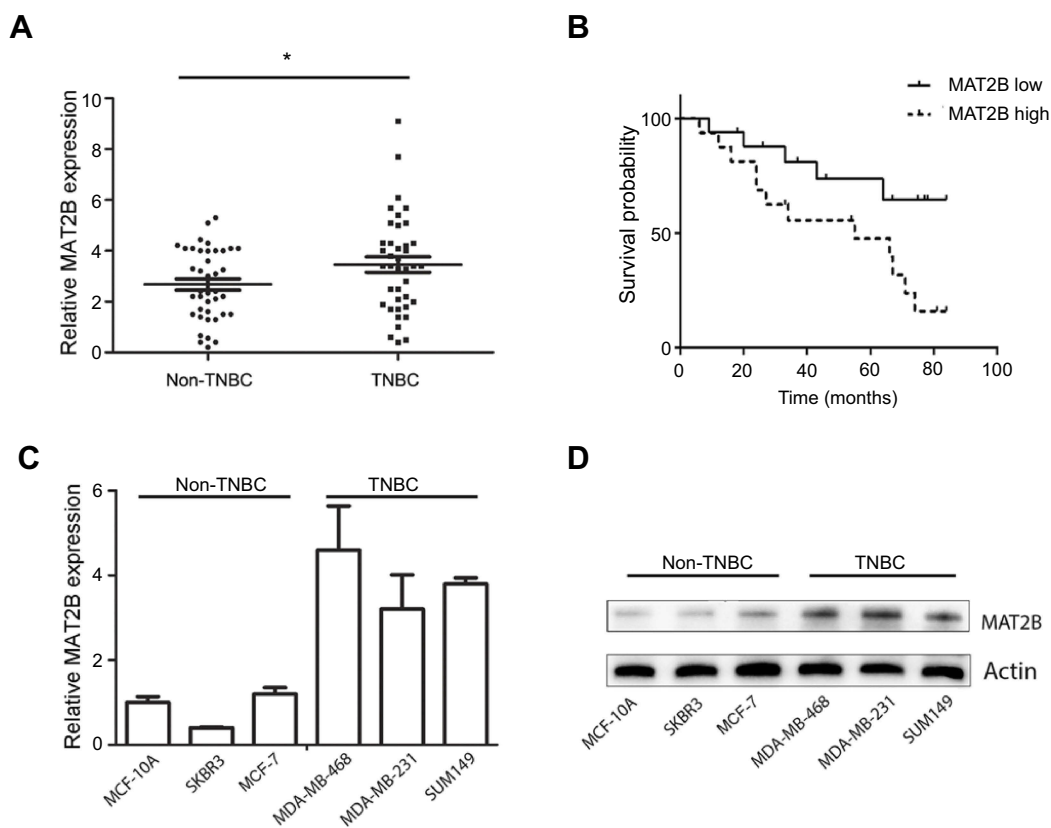 A
*
Relative MAT2B expression
10
8
6
4
2
0
Non-TNBC
TNBC
B
MAT2B low
MAT2B high
Survival probability
100
50
0
0
20
40
60
80
100
Time (months)
C
Non-TNBC
TNBC
Relative MAT2B expression
6
4
2
0
MCF-10A
SKBR3
MCF-7
MDA-MB-468
MDA-MB-231
SUM149
D
Non-TNBC
TNBC
MAT2B
Actin
MCF-10A
SKBR3
MCF-7
MDA-MB-468
MDA-MB-231
SUM149